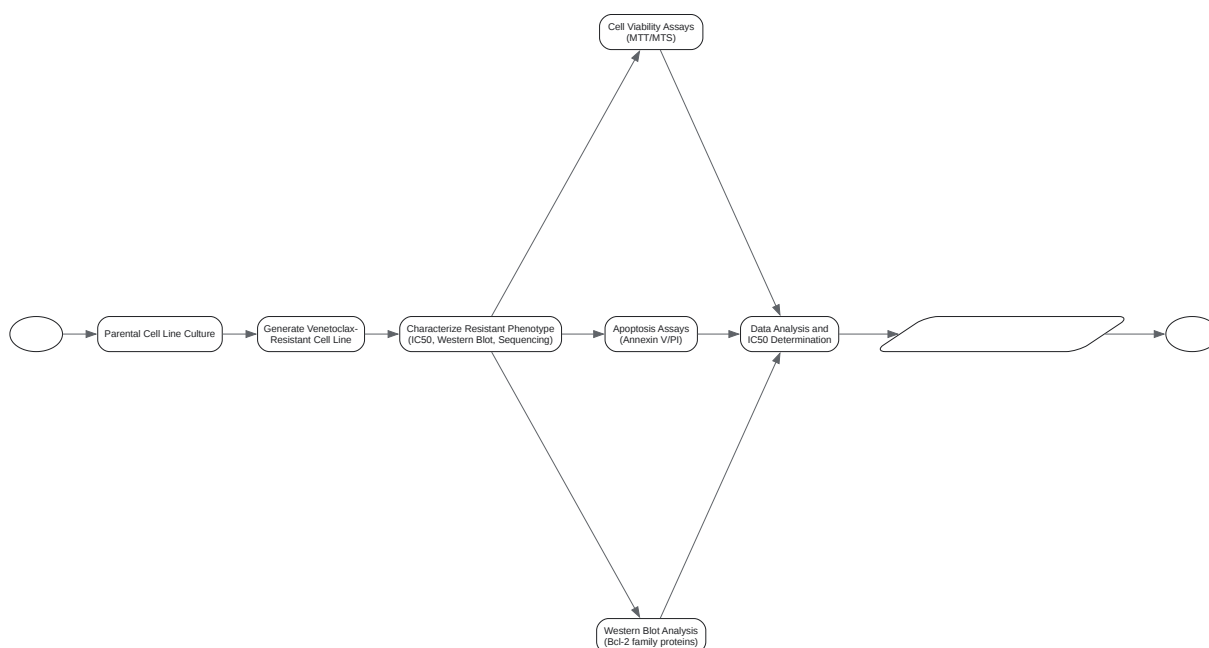 Cell Viability Assays
(MTT/MTS)
Parental Cell Line Culture
Generate Venetoclax-
Resistant Cell Line
Characterize Resistant Phenotype
(IC50, Western Blot, Sequencing)
Apoptosis Assays
(Annexin V/PI)
Data Analysis and
IC50 Determination
Western Blot Analysis
(Bcl-2 family proteins)